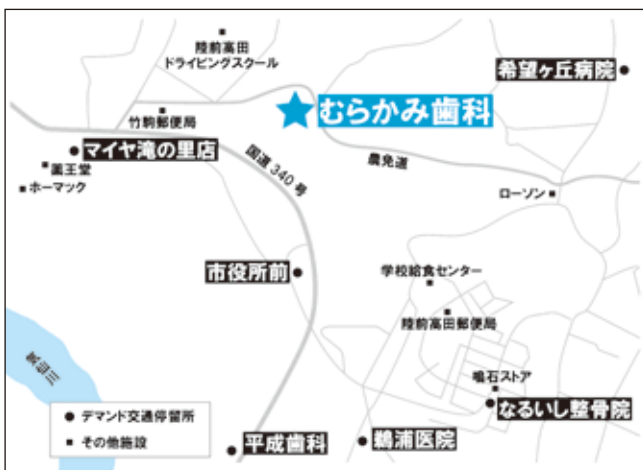 陸前高田
ドライビングスクール
希望ヶ丘病院
むらかみ歯科
竹駒郵便局
マイヤ滝の里店
薬王堂
ホーマック
国道340号
農免道
ローソン
市役所前
学校給食センター
陸前高田郵便局
鳴石ストア
なるいし整骨院
気仙川
デマンド交通停留所
その他施設
平成歯科
鵜浦医院